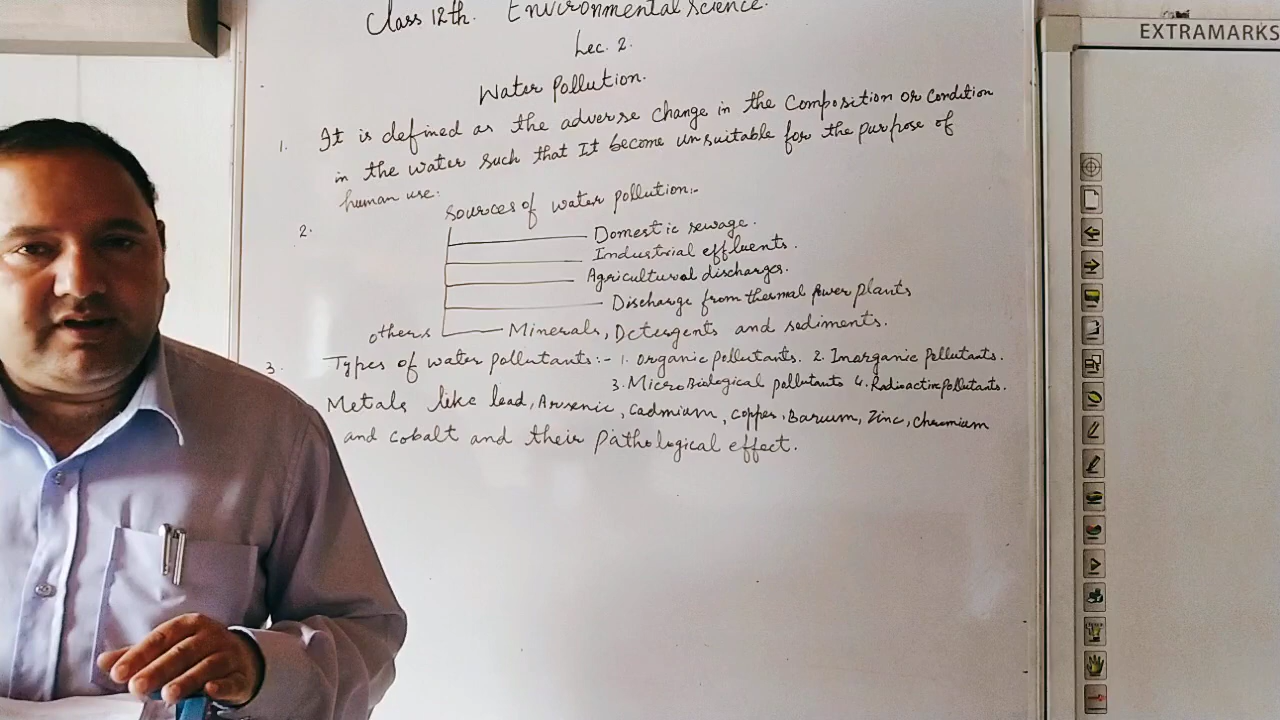 Class 12th. Environmental Science.
EXTRAMARKS
Lec. 2.
Water Pollution.
1. It is defined as the adverse change in the Composition or Condition
in the water such that It become unsuitable for the purpose of
human use:
2. Sources of water pollution:-
Domestic sewage.
Industrial effluents.
Agricultural discharges.
Discharge from thermal Power plants
others Minerals, Detergents and sediments.
3. Types of water pollutants:- 1. Organic pollutants. 2. Inorganic Pollutants.
3. MicroBiological pollutants 4. Radioactive Pollutants.
Metals like lead, Arsenic, Cadmium, Copper, Barium, Zinc, Chromium
and cobalt and their Pathological effect.